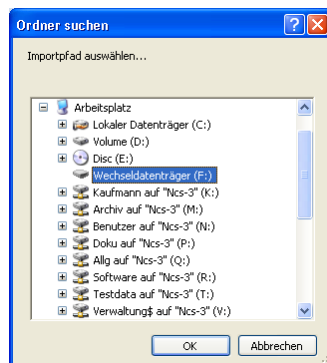 Ordner suchen
Importpfad auswählen...
Arbeitsplatz
Lokaler Datenträger (C:)
Volume (D:)
Disc (E:)
Wechseldatenträger (F:)
Kaufmann auf "Ncs-3" (K:)
Archiv auf "Ncs-3" (M:)
Benutzer auf "Ncs-3" (N:)
Doku auf "Ncs-3" (P:)
Allg auf "Ncs-3" (Q:)
Software auf "Ncs-3" (R:)
Testdata auf "Ncs-3" (T:)
Verwaltung$ auf "Ncs-3" (V:)
OK Abbrechen